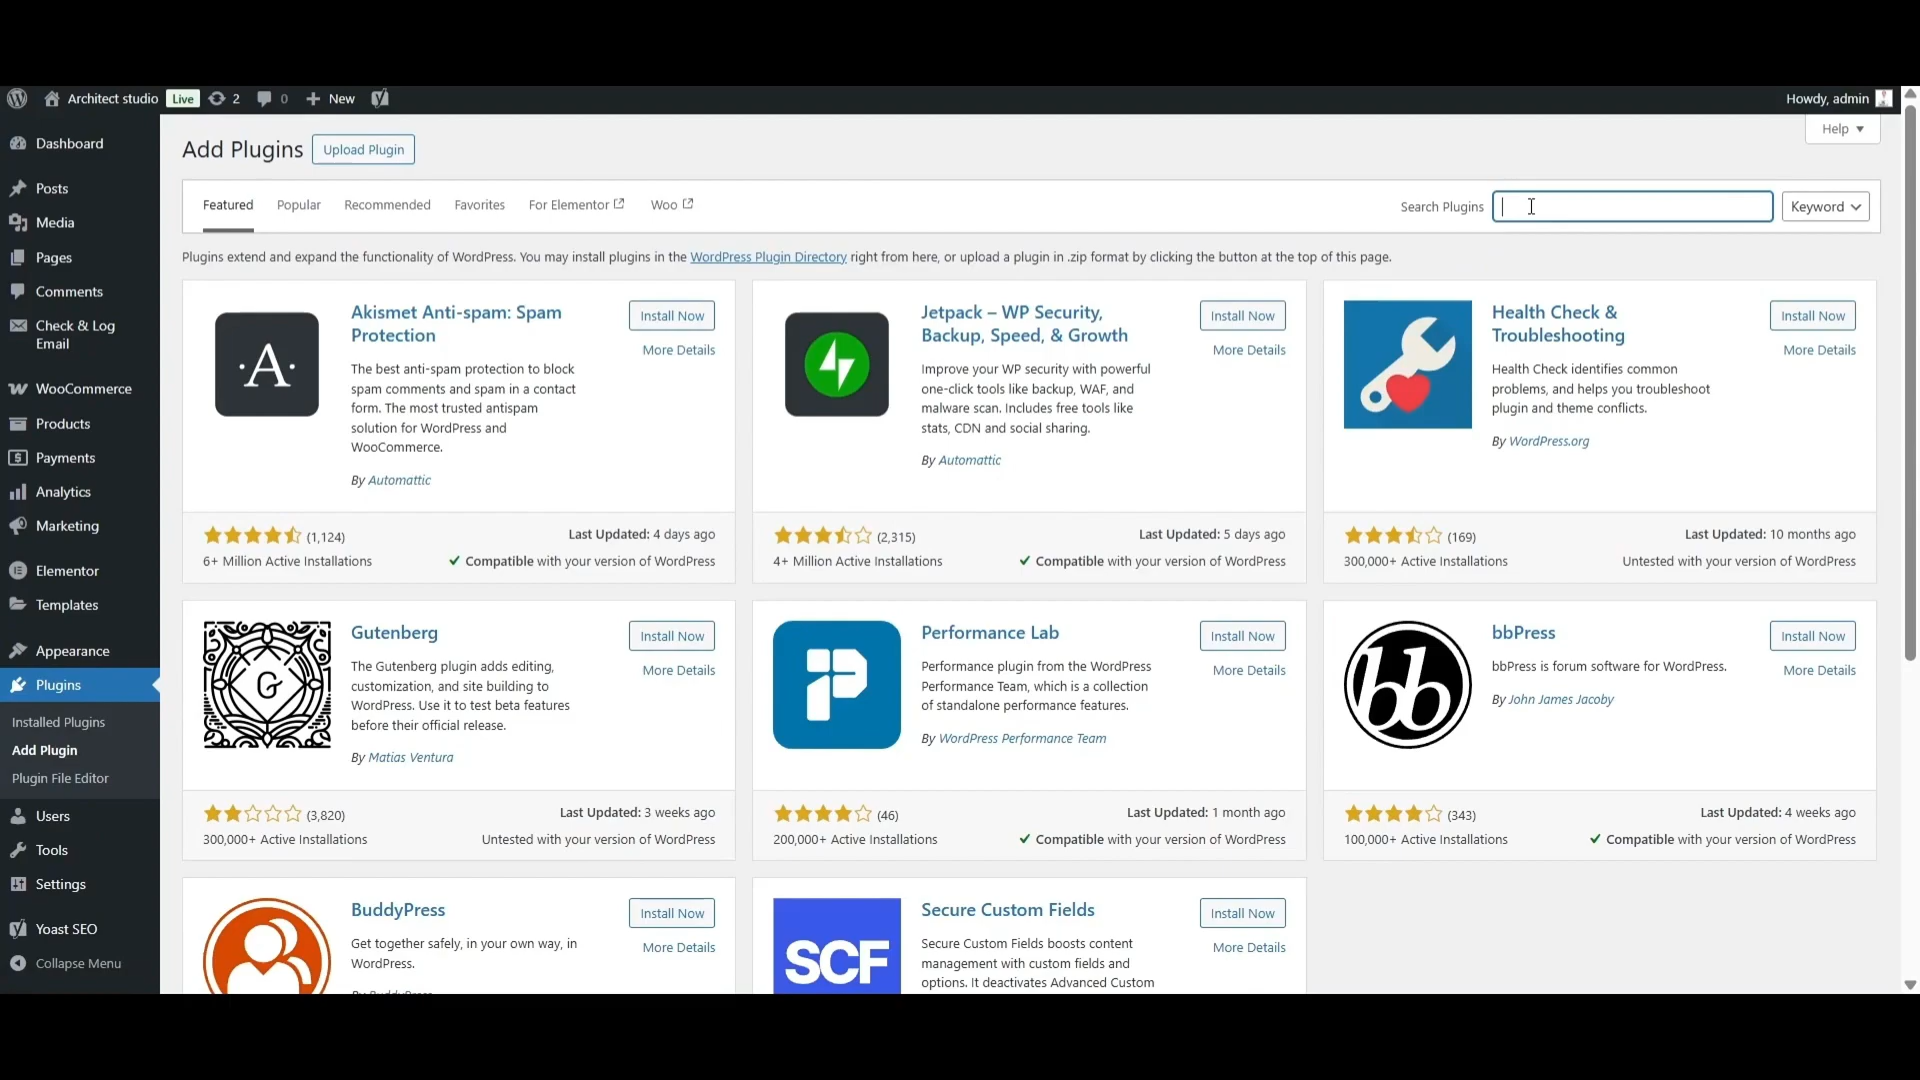 Architect studio Live 2 0 New Howdy, admin
Help
Dashboard
Posts
Media
Pages
Comments
Check & Log
Email
WooCommerce
Products
Payments
Analytics
Marketing
Elementor
Templates
Appearance
Plugins
Installed Plugins
Add Plugin
Plugin File Editor
Users
Tools
Settings
Yoast SEO
Collapse Menu
Add Plugins Upload Plugin
Featured Popular Recommended Favorites For Elementor Woo Search Plugins Keyword
Plugins extend and expand the functionality of WordPress. You may install plugins in the WordPress Plugin Directory right from here, or upload a plugin in .zip format by clicking the button at the top of this page.
·A·
Akismet Anti-spam: Spam
Protection
Install Now
More Details
The best anti-spam protection to block
spam comments and spam in a contact
form. The most trusted antispam
solution for WordPress and
WooCommerce.
By Automattic
(1,124)
Last Updated: 4 days ago
6+ Million Active Installations
Compatible with your version of WordPress
Jetpack – WP Security,
Backup, Speed, & Growth
Install Now
More Details
Improve your WP security with powerful
one-click tools like backup, WAF, and
malware scan. Includes free tools like
stats, CDN and social sharing.
By Automattic
(2,315)
Last Updated: 5 days ago
4+ Million Active Installations
Compatible with your version of WordPress
Health Check &
Troubleshooting
Install Now
More Details
Health Check identifies common
problems, and helps you troubleshoot
plugin and theme conflicts.
By WordPress.org
(169)
Last Updated: 10 months ago
300,000+ Active Installations
Untested with your version of WordPress
G
Gutenberg
Install Now
More Details
The Gutenberg plugin adds editing,
customization, and site building to
WordPress. Use it to test beta features
before their official release.
By Matias Ventura
(3,820)
Last Updated: 3 weeks ago
300,000+ Active Installations
Untested with your version of WordPress
Performance Lab
Install Now
More Details
Performance plugin from the WordPress
Performance Team, which is a collection
of standalone performance features.
By WordPress Performance Team
(46)
Last Updated: 1 month ago
200,000+ Active Installations
Compatible with your version of WordPress
bb
bbPress
Install Now
More Details
bbPress is forum software for WordPress.
By John James Jacoby
(343)
Last Updated: 4 weeks ago
100,000+ Active Installations
Compatible with your version of WordPress
BuddyPress
Install Now
More Details
Get together safely, in your own way, in
WordPress.
By BuddyPress
SCF
Secure Custom Fields
Install Now
More Details
Secure Custom Fields boosts content
management with custom fields and
options. It deactivates Advanced Custom